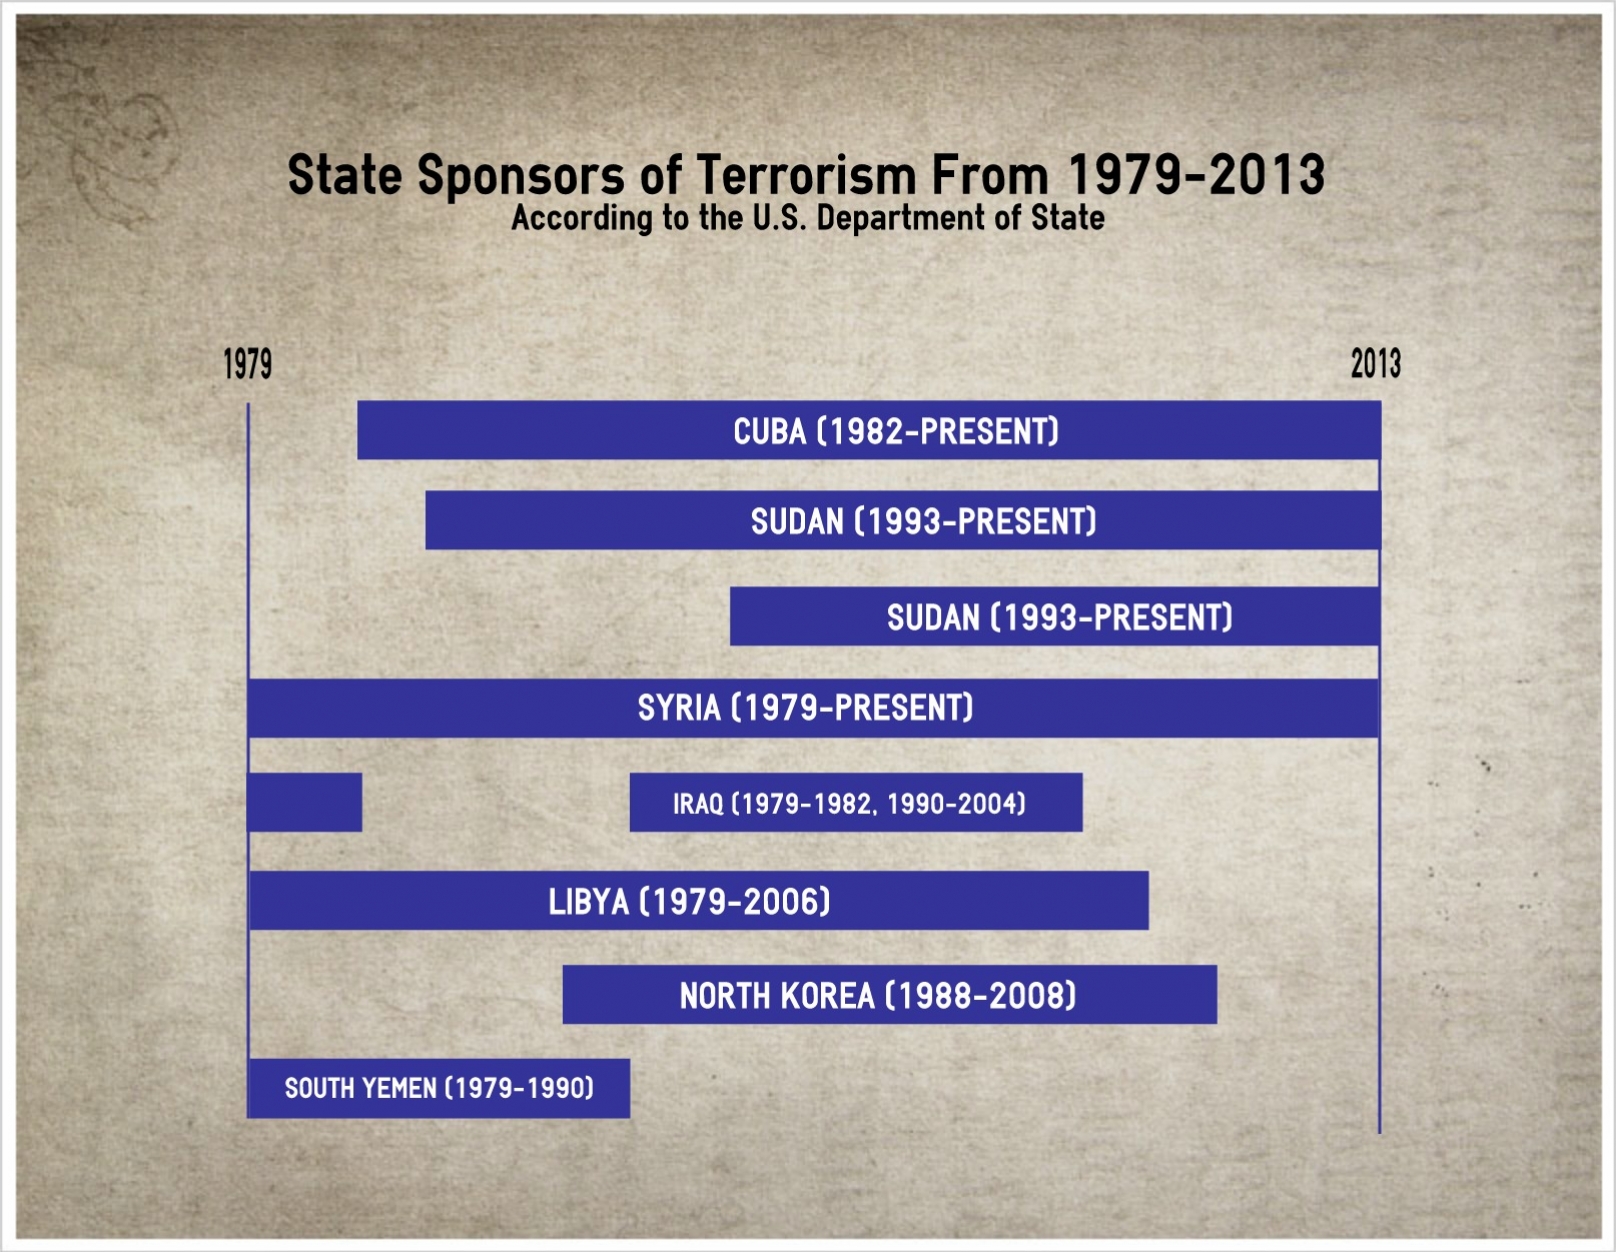 State Sponsors of Terrorism From 1979-2013
According to the U.S. Department of State
1979
2013
CUBA (1982-PRESENT)
SUDAN (1993-PRESENT)
SUDAN (1993-PRESENT)
SYRIA (1979-PRESENT)
IRAQ (1979-1982, 1990-2004)
LIBYA (1979-2006)
NORTH KOREA (1988-2008)
SOUTH YEMEN (1979-1990)